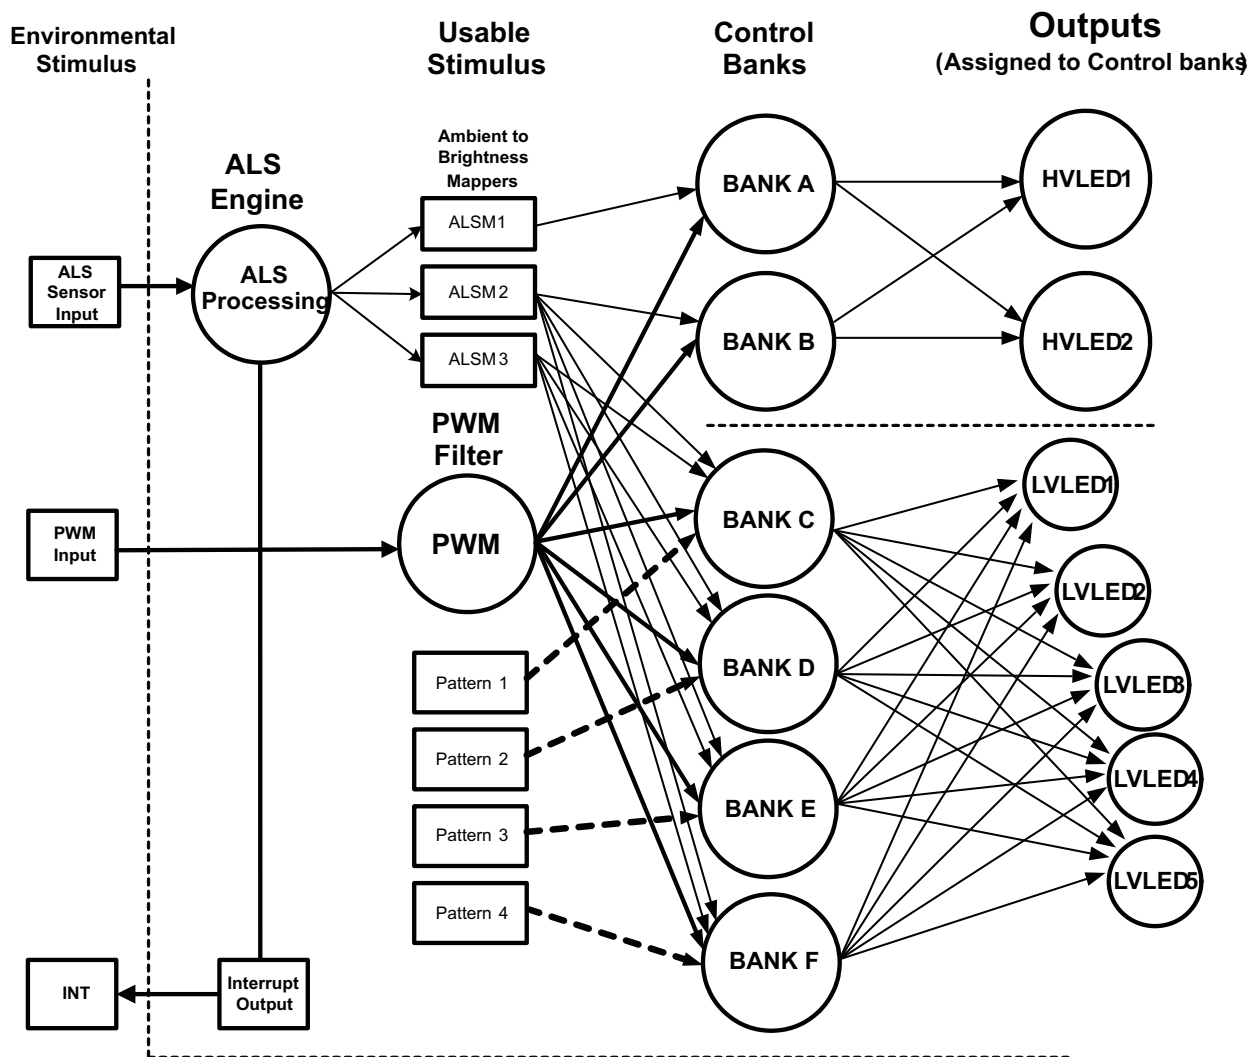 Environmental
Stimulus
Usable
Stimulus
Control
Banks
Outputs
(Assigned to Control banks)
ALS
Engine
Ambient to
Brightness
Mappers
ALS
Sensor
Input
ALS
Processing
ALSM1
ALSM2
ALSM3
BANK A
BANK B
HVLED1
HVLED2
PWM
Filter
PWM
Input
PWM
BANK C
BANK D
BANK E
BANK F
LVLED1
LVLED2
LVLED3
LVLED4
LVLED5
Pattern 1
Pattern 2
Pattern 3
Pattern 4
INT
Interrupt
Output